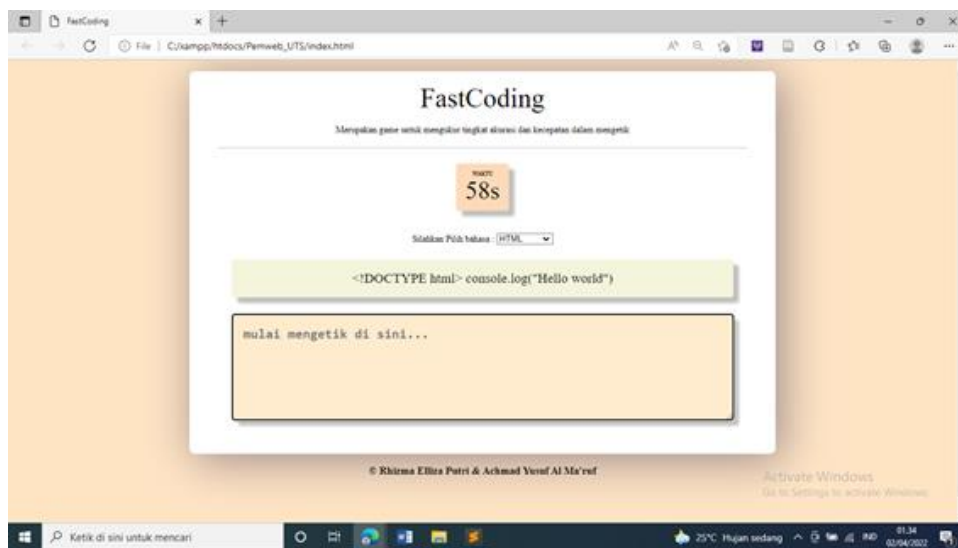 FastCoding
File | C:/xampp/htdocs/Pemweb_UTS/index.html
FastCoding
Merupakan game untuk mengukur tingkat akurasi dan kecepatan dalam mengetik
WAKTU
58s
Silahkan Pilih bahasa : HTML
<!DOCTYPE html> console.log("Hello world")
mulai mengetik di sini...
© Rhizma Elliza Putri & Achmad Yusuf Al Ma'ruf
Activate Windows
Go to Settings to activate Windows.
Ketik di sini untuk mencari
25°C Hujan sedang
IND
01.34
02/04/2022